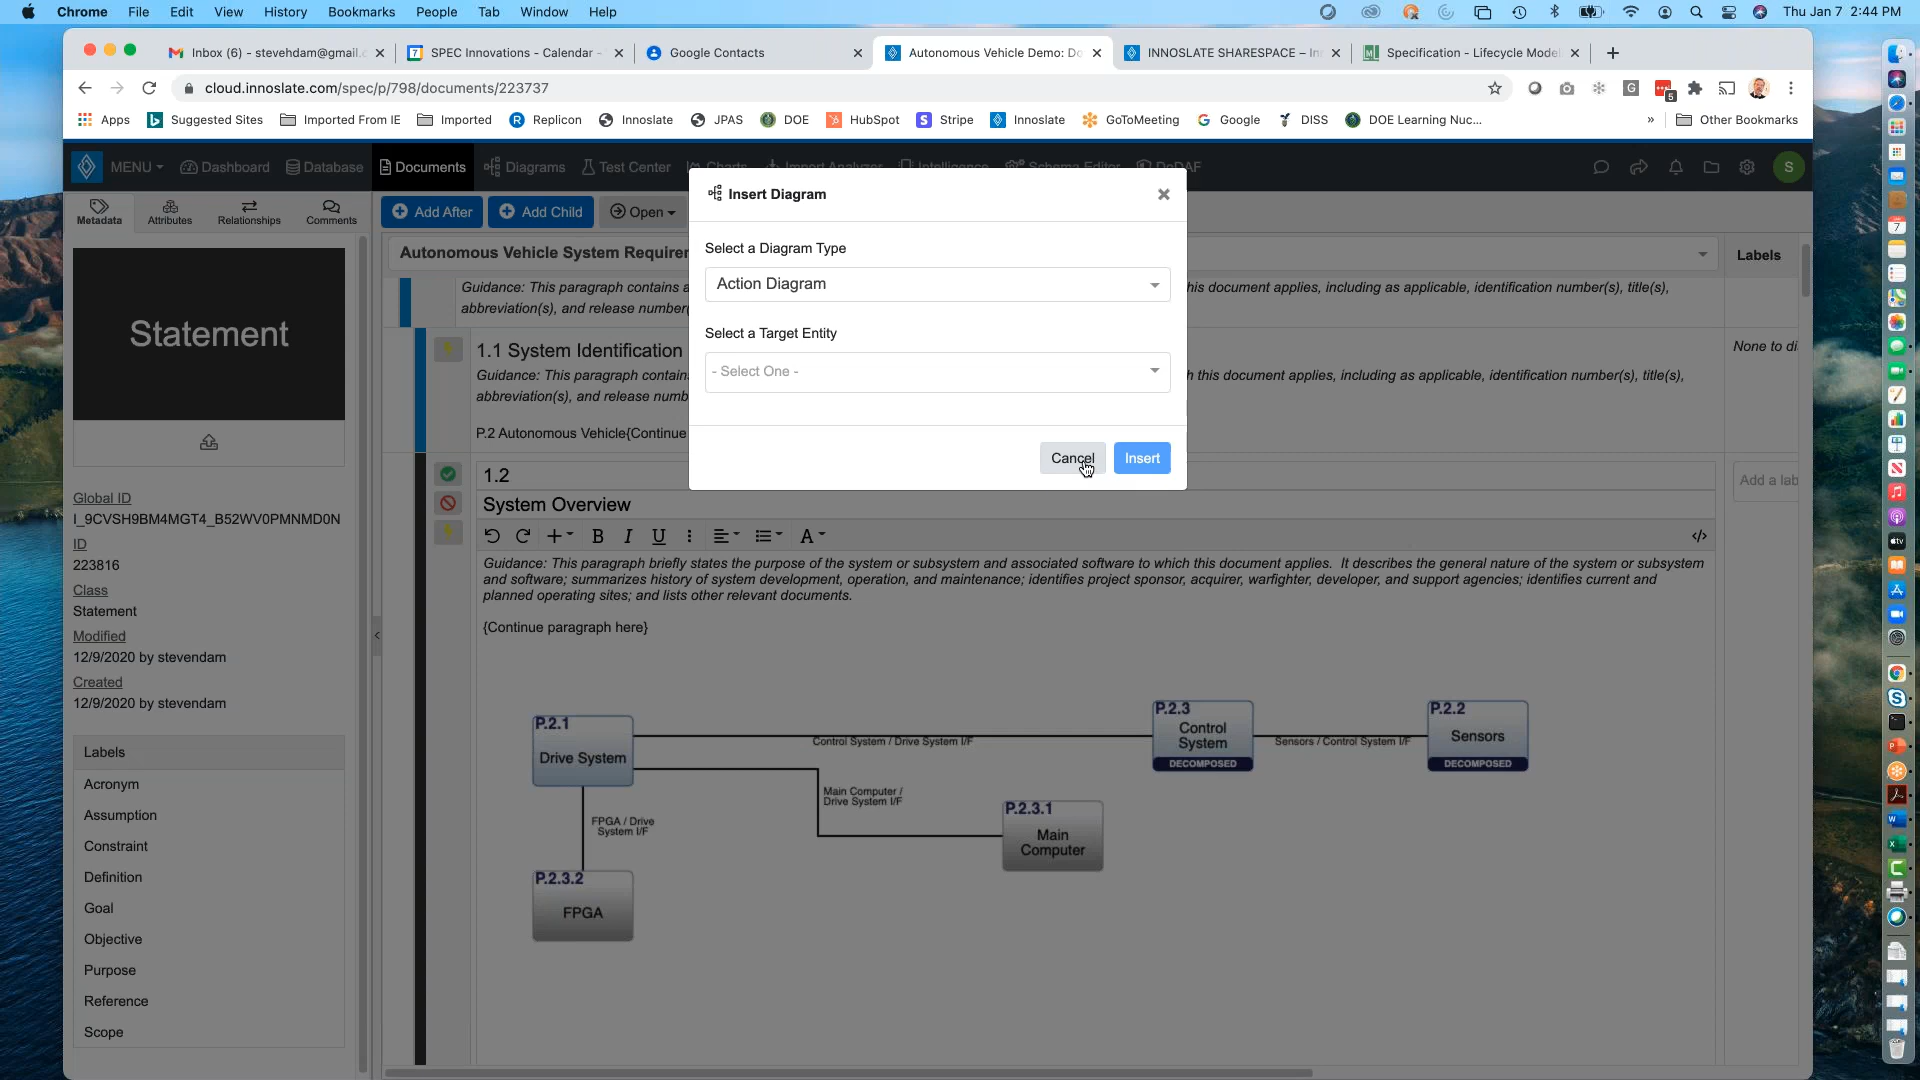 Chrome File Edit View History Bookmarks People Tab Window Help Thu Jan 7 2:44 PM
Inbox (6) - stevehdam@gmail.c SPEC Innovations - Calendar - Google Contacts Autonomous Vehicle Demo: Do INNOSLATE SHARESPACE – In Specification - Lifecycle Model
cloud.innoslate.com/spec/p/798/documents/223737
Apps Suggested Sites Imported From IE Imported Replicon Innoslate JPAS DOE HubSpot Stripe Innoslate GoToMeeting Google DISS DOE Learning Nuc... » Other Bookmarks
MENU Dashboard Database Documents Diagrams Test Center Charts Import Analyzer Intelligence Schema Editor DoDAF S
Metadata Attributes Relationships Comments
Add After Add Child Open
Insert Diagram
Select a Diagram Type
Action Diagram
Select a Target Entity
- Select One -
Cancel Insert
Statement
Global ID
I_9CVSH9BM4MGT4_B52WV0PMNMD0N
ID
223816
Class
Statement
Modified
12/9/2020 by stevendam
Created
12/9/2020 by stevendam
Labels
Acronym
Assumption
Constraint
Definition
Goal
Objective
Purpose
Reference
Scope
Autonomous Vehicle System Requirer Labels
Guidance: This paragraph contains a his document applies, including as applicable, identification number(s), title(s),
abbreviation(s), and release number
1.1 System Identification None to di
Guidance: This paragraph contain h this document applies, including as applicable, identification number(s), title(s),
abbreviation(s), and release numb
P.2 Autonomous Vehicle{Continue
1.2 Add a lab
System Overview
B I U A </>
Guidance: This paragraph briefly states the purpose of the system or subsystem and associated software to which this document applies. It describes the general nature of the system or subsystem
and software; summarizes history of system development, operation, and maintenance; identifies project sponsor, acquirer, warfighter, developer, and support agencies; identifies current and
planned operating sites; and lists other relevant documents.
{Continue paragraph here}
P.2.1
Drive System
Control System / Drive System I/F
P.2.3
Control
System
DECOMPOSED
Sensors / Control System I/F
P.2.2
Sensors
DECOMPOSED
Main Computer /
Drive System I/F
P.2.3.1
Main
Computer
FPGA / Drive
System I/F
P.2.3.2
FPGA